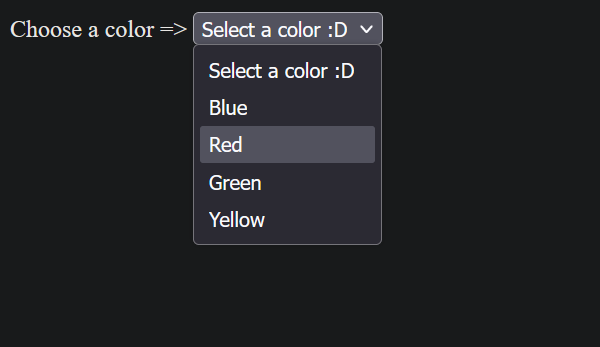 Choose a color => Select a color :D
Select a color :D
Blue
Red
Green
Yellow